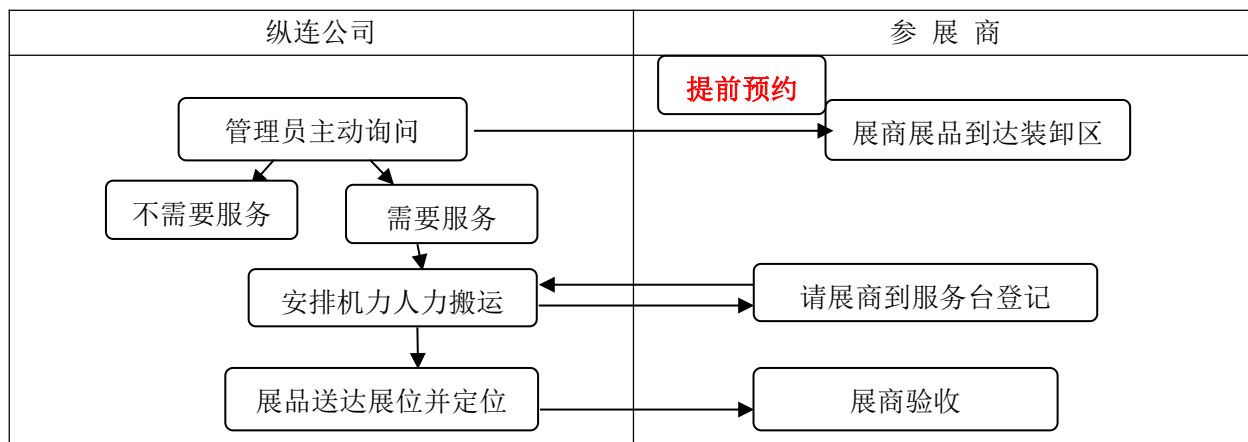 纵连公司
参 展 商
提前预约
管理员主动询问
展商展品到达装卸区
不需要服务
需要服务
安排机力人力搬运
请展商到服务台登记
展品送达展位并定位
展商验收